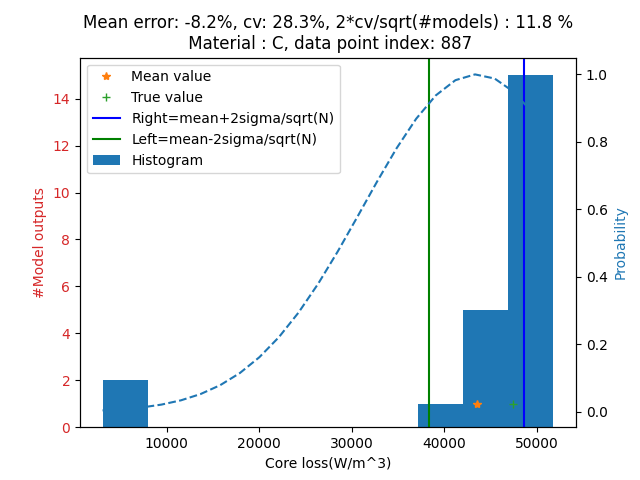 Mean error: -8.2%, cv: 28.3%, 2*cv/sqrt(#models) : 11.8 %
Material : C, data point index: 887
Mean value
True value
Right=mean+2sigma/sqrt(N)
Left=mean-2sigma/sqrt(N)
Histogram
#Model outputs
14
12
10
8
6
4
2
0
1.0
0.8
0.6
0.4
0.2
0.0
Probability
10000 20000 30000 40000 50000
Core loss(W/m^3)